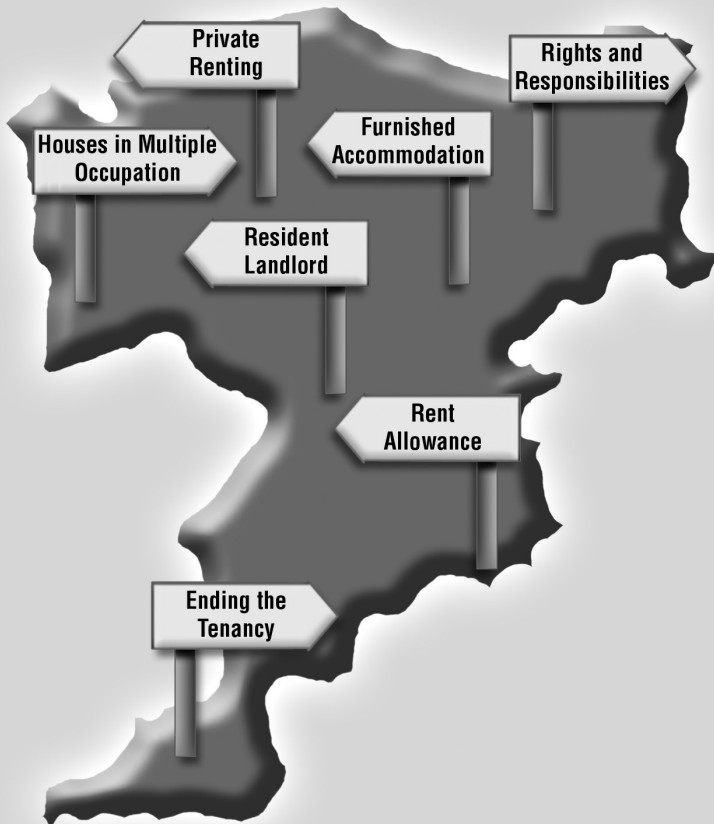 Private
Renting
Rights and
Responsibilities
Furnished
Accommodation
Houses in Multiple
Occupation
Resident
Landlord
Rent
Allowance
Ending the
Tenancy